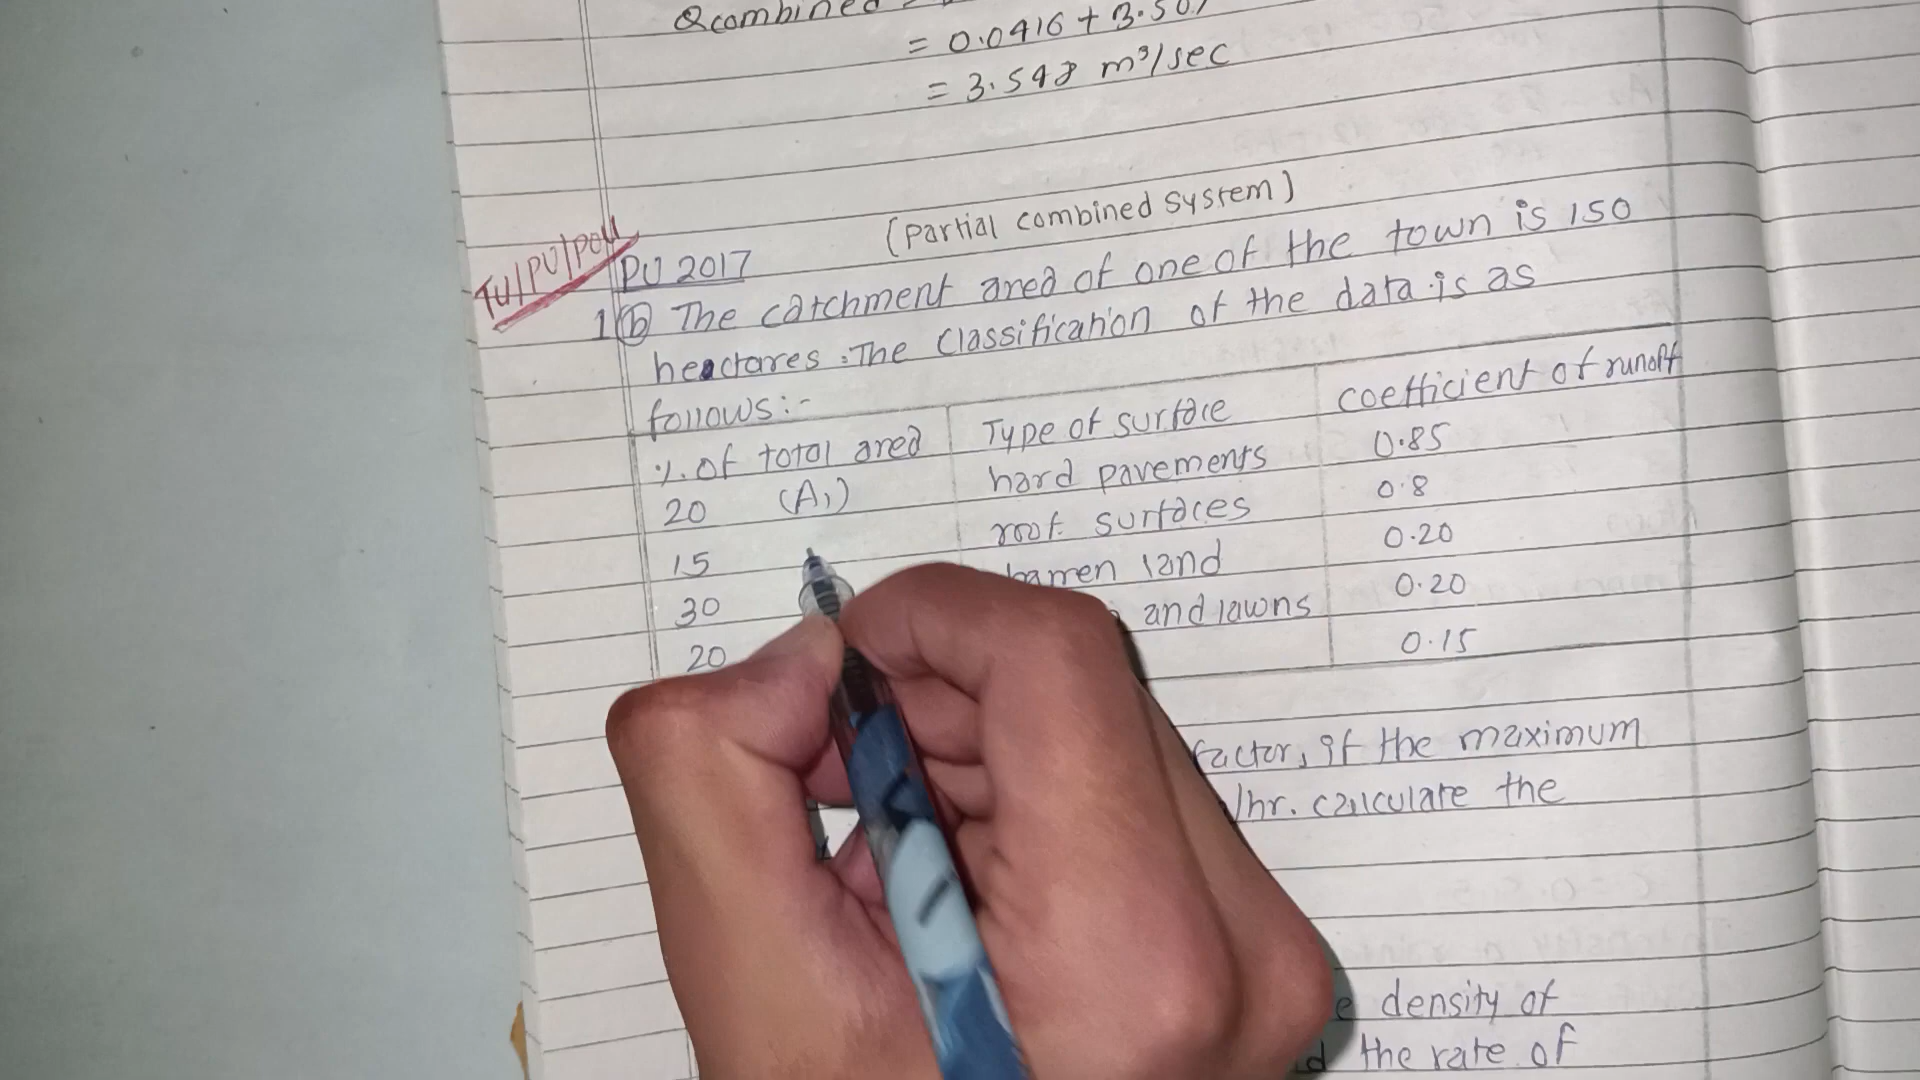 Qcombined =
= 0.0416 + 3.507
= 3.548 m³/sec
(Partial combined system)
TU/PU/POU
PU 2017
1 (b) The catchment area of one of the town is 150
hectares. The classification of the data is as
follows:-
% of total area Type of surface coefficient of runoff
20 (A₁) hard pavements 0.85
15 roof surfaces 0.8
30 barren land 0.20
20 and lawns 0.20
0.15
factor, if the maximum
/hr. calculate the
density of
the rate of